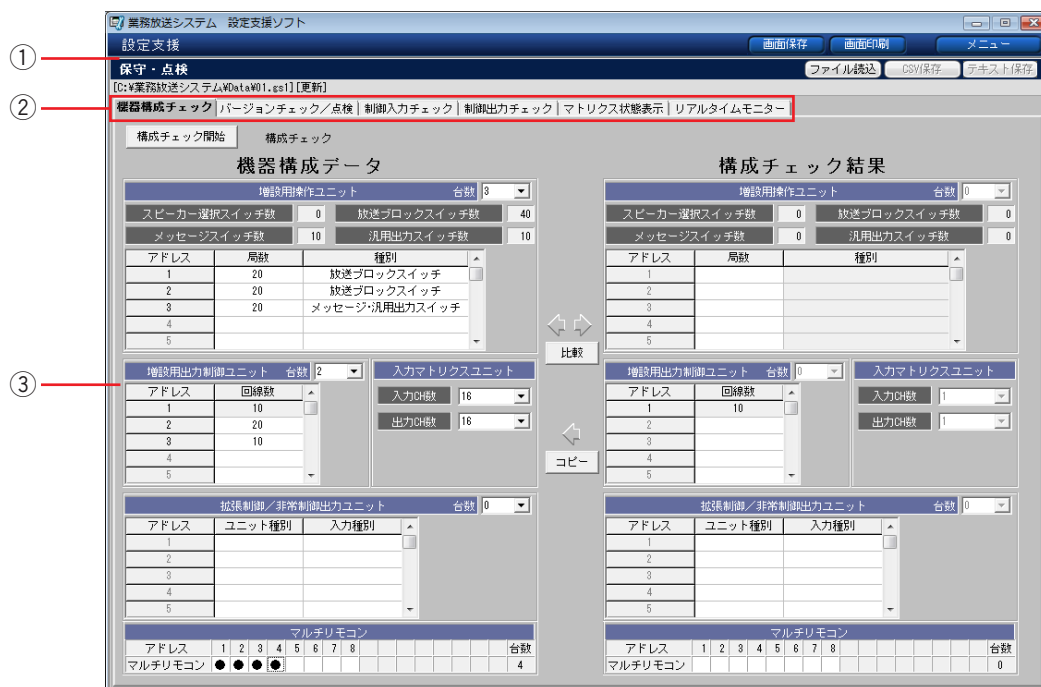 業務放送システム 設定支援ソフト
設定支援 画面保存 画面印刷 メニュー
①
保守・点検 ファイル読込 CSV保存 テキスト保存
[C:¥業務放送システム¥Data¥01.gs1][更新]
②
機器構成チェック バージョンチェック／点検 制御入力チェック 制御出力チェック マトリクス状態表示 リアルタイムモニター
構成チェック開始 構成チェック
機器構成データ
増設用操作ユニット 台数 3
スピーカー選択スイッチ数 0 放送ブロックスイッチ数 40
メッセージスイッチ数 10 汎用出力スイッチ数 10
アドレス 局数 種別
1 20 放送ブロックスイッチ
2 20 放送ブロックスイッチ
3 20 メッセージ・汎用出力スイッチ
4
5
③
増設用出力制御ユニット 台数 2
アドレス 回線数
1 10
2 20
3 10
4
5
入力マトリクスユニット
入力CH数 16
出力CH数 16
拡張制御／非常制御出力ユニット 台数 0
アドレス ユニット種別 入力種別
1
2
3
4
5
マルチリモコン
アドレス 1 2 3 4 5 6 7 8 台数
マルチリモコン ● ● ● ● 4
比較
コピー
構成チェック結果
増設用操作ユニット 台数 0
スピーカー選択スイッチ数 0 放送ブロックスイッチ数 0
メッセージスイッチ数 0 汎用出力スイッチ数 0
アドレス 局数 種別
1
2
3
4
5
増設用出力制御ユニット 台数 0
アドレス 回線数
1 10
2
3
4
5
入力マトリクスユニット
入力CH数 1
出力CH数 1
拡張制御／非常制御出力ユニット 台数 0
アドレス ユニット種別 入力種別
1
2
3
4
5
マルチリモコン
アドレス 1 2 3 4 5 6 7 8 台数
マルチリモコン 0